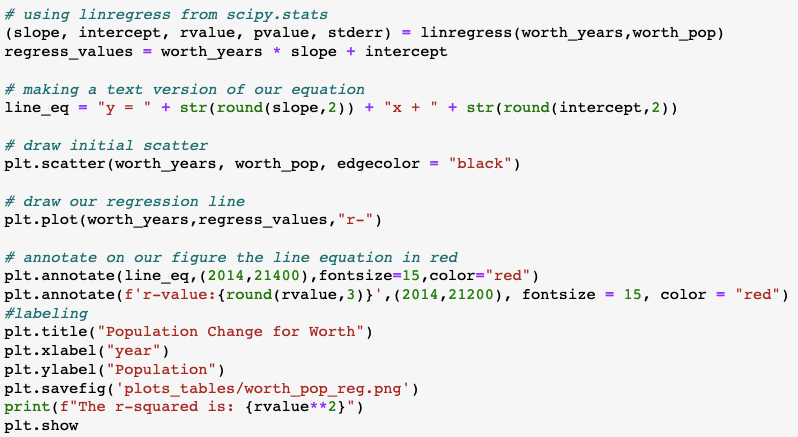 # using linregress from scipy.stats
(slope, intercept, rvalue, pvalue, stderr) = linregress(worth_years,worth_pop)
regress_values = worth_years * slope + intercept

# making a text version of our equation
line_eq = "y = " + str(round(slope,2)) + "x + " + str(round(intercept,2))

# draw initial scatter
plt.scatter(worth_years, worth_pop, edgecolor = "black")

# draw our regression line
plt.plot(worth_years,regress_values,"r-")

# annotate on our figure the line equation in red
plt.annotate(line_eq,(2014,21400),fontsize=15,color="red")
plt.annotate(f'r-value:{round(rvalue,3)}',(2014,21200), fontsize = 15, color = "red")
#labeling
plt.title("Population Change for Worth")
plt.xlabel("year")
plt.ylabel("Population")
plt.savefig('plots_tables/worth_pop_reg.png')
print(f"The r-squared is: {rvalue**2}")
plt.show